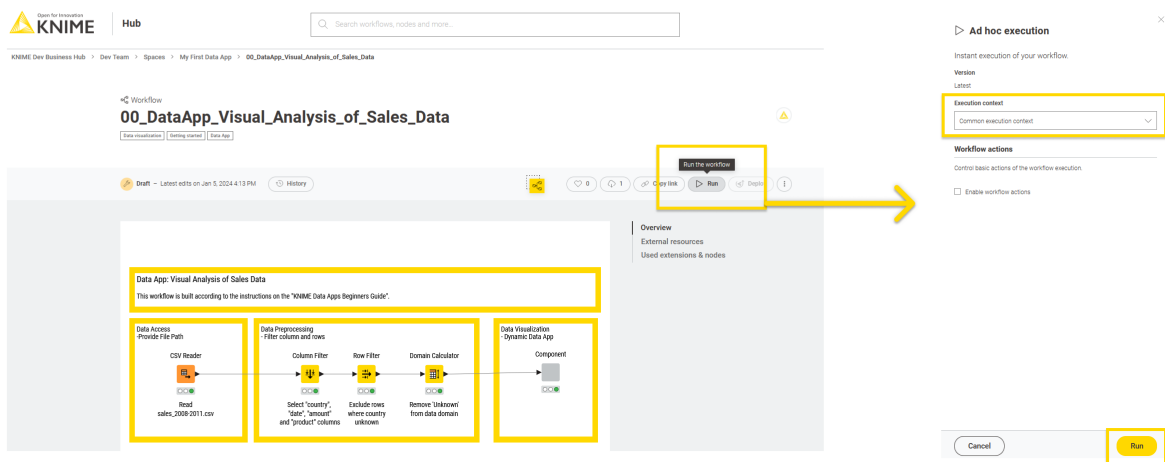 Open for Innovation
KNIME
Hub
Search workflows, nodes and more...
KNIME Dev Business Hub > Dev Team > Spaces > My First Data App > 00_DataApp_Visual_Analysis_of_Sales_Data
Workflow
00_DataApp_Visual_Analysis_of_Sales_Data
Data visualization Getting started Data App
Run the workflow
Draft – Latest edits on Jan 5, 2024 4:13 PM History 0 1 Copy link Run Deploy
Overview
External resources
Used extensions & nodes
Data App: Visual Analysis of Sales Data
This workflow is built according to the instructions on the "KNIME Data Apps Beginners Guide".
Data Access
-Provide File Path
CSV Reader
Read
sales_2008-2011.csv
Data Preprocessing
- Filter column and rows
Column Filter
Select "country",
"date", "amount"
and "product" columns
Row Filter
Exclude rows
where country
unknown
Domain Calculator
Remove 'Unknown'
from data domain
Data Visualization
- Dynamic Data App
Component
Ad hoc execution
Instant execution of your workflow.
Version
Latest
Execution context
Common execution context
Workflow actions
Control basic actions of the workflow execution.
Enable workflow actions
Cancel
Run